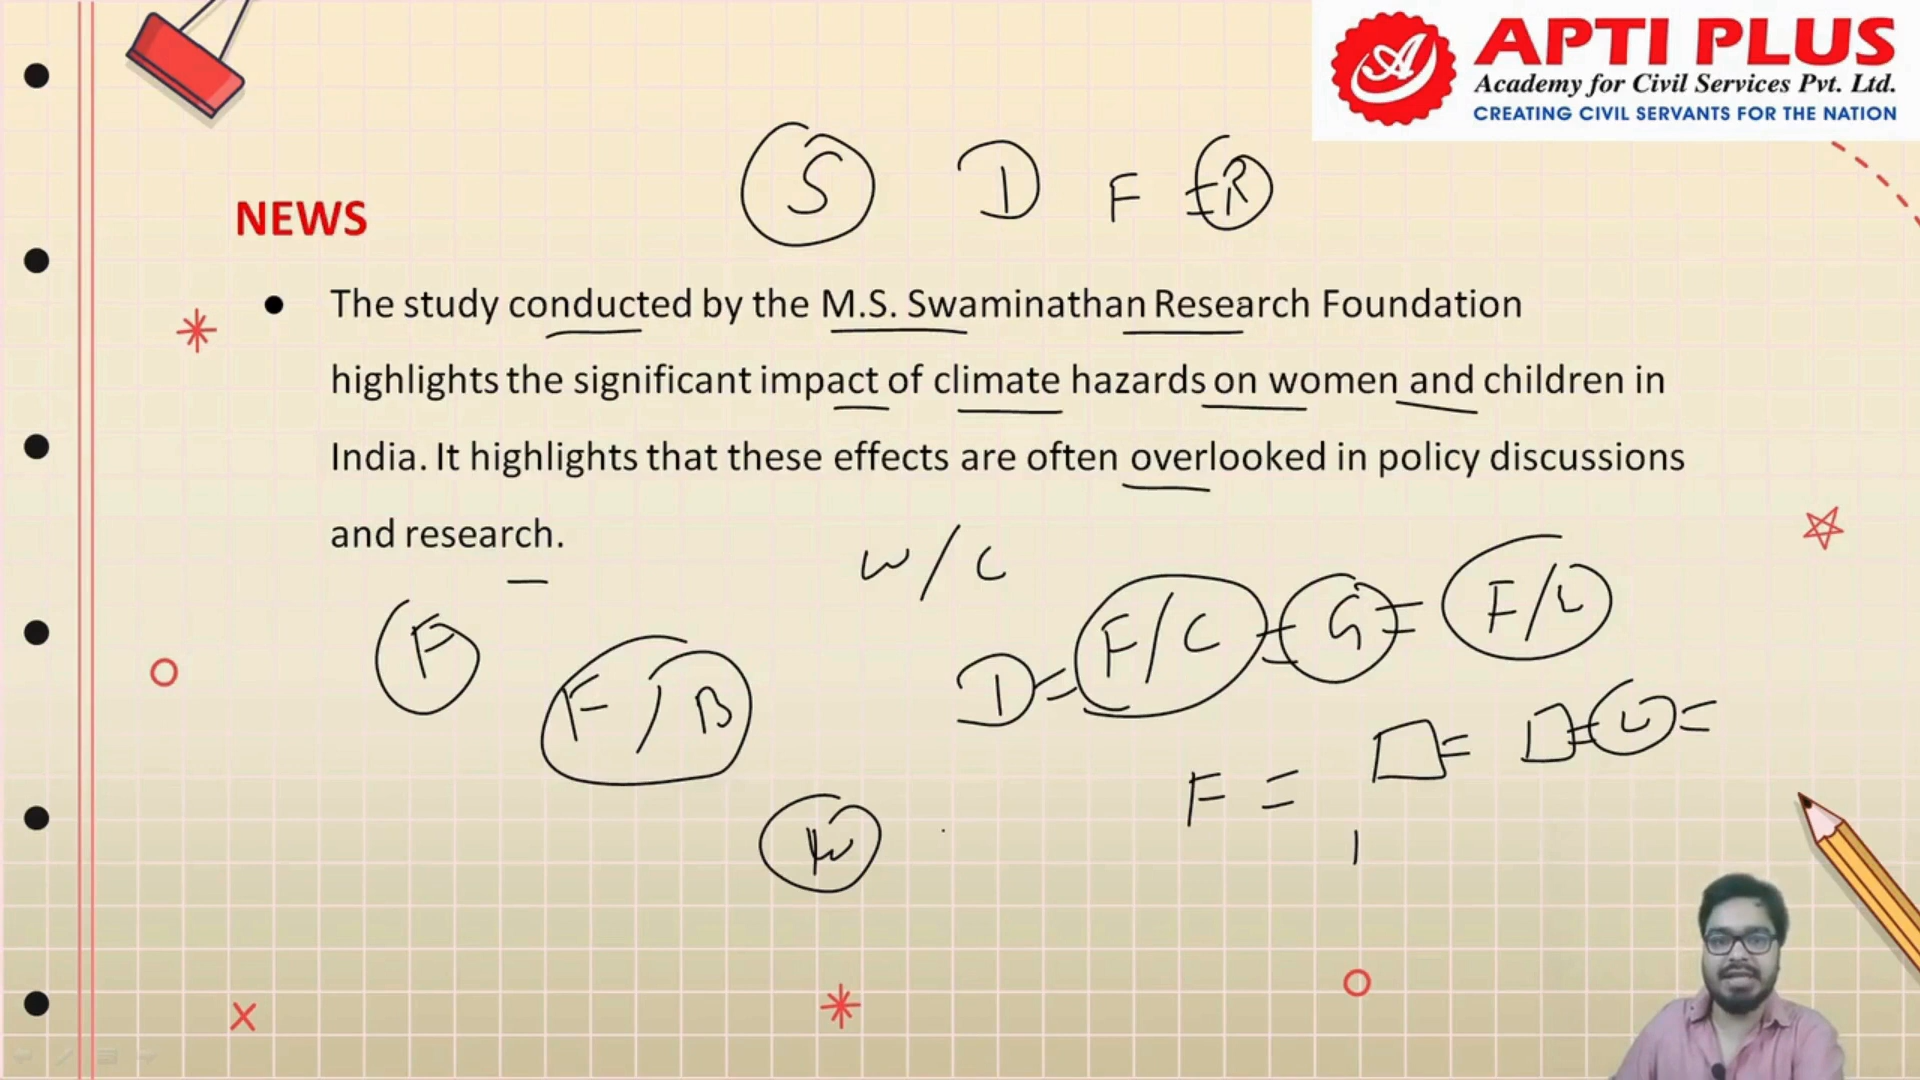 APTI PLUS
Academy for Civil Services Pvt. Ltd.
CREATING CIVIL SERVANTS FOR THE NATION
S D F = R
NEWS
● The study conducted by the M.S. Swaminathan Research Foundation
highlights the significant impact of climate hazards on women and children in
India. It highlights that these effects are often overlooked in policy discussions
and research.
W/C
F
F/B
D = F/C = G = F/L
F =